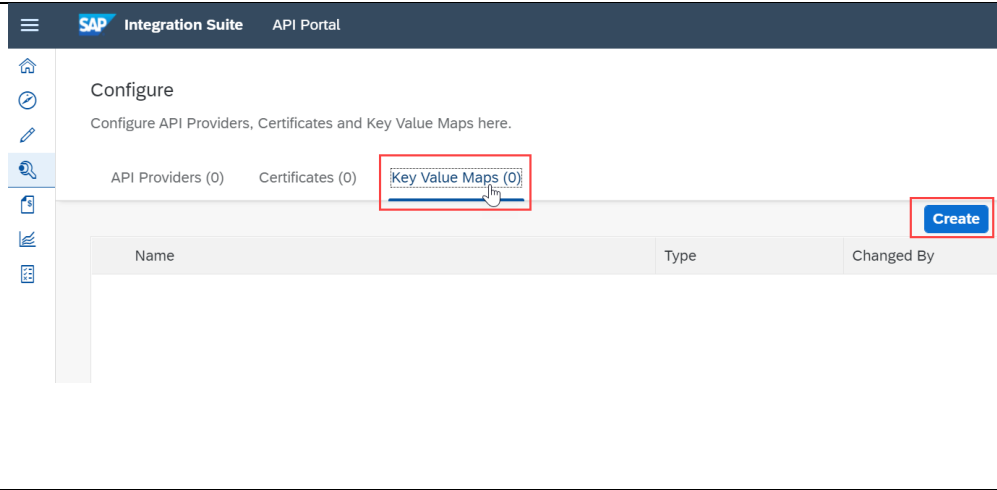 SAP Integration Suite API Portal
Configure
Configure API Providers, Certificates and Key Value Maps here.
API Providers (0) Certificates (0) Key Value Maps (0)
Create
Name Type Changed By